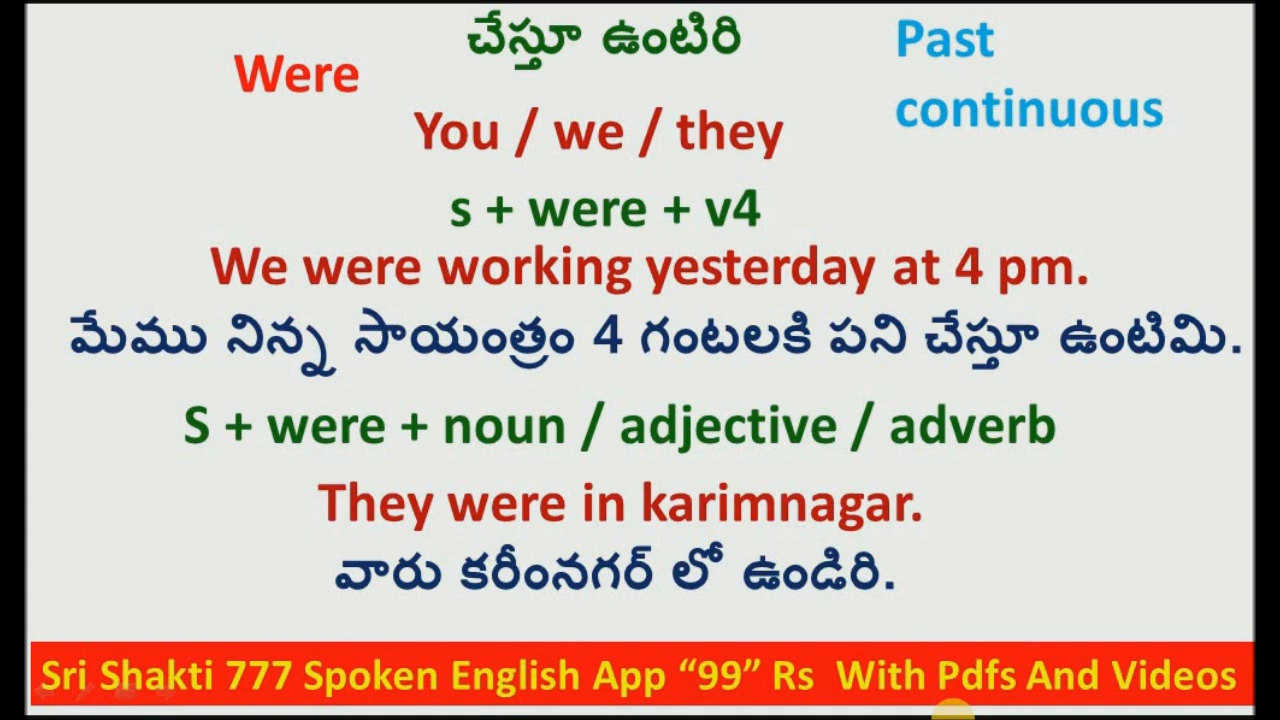 చేస్తూ ఉంటిరి
Were
Past
continuous
You / we / they
s + were + v4
We were working yesterday at 4 pm.
మేము నిన్న సాయంత్రం 4 గంటలకి పని చేస్తూ ఉంటిమి.
S + were + noun / adjective / adverb
They were in karimnagar.
వారు కరీంనగర్ లో ఉండిరి.
Sri Shakti 777 Spoken English App “99” Rs With Pdfs And Videos